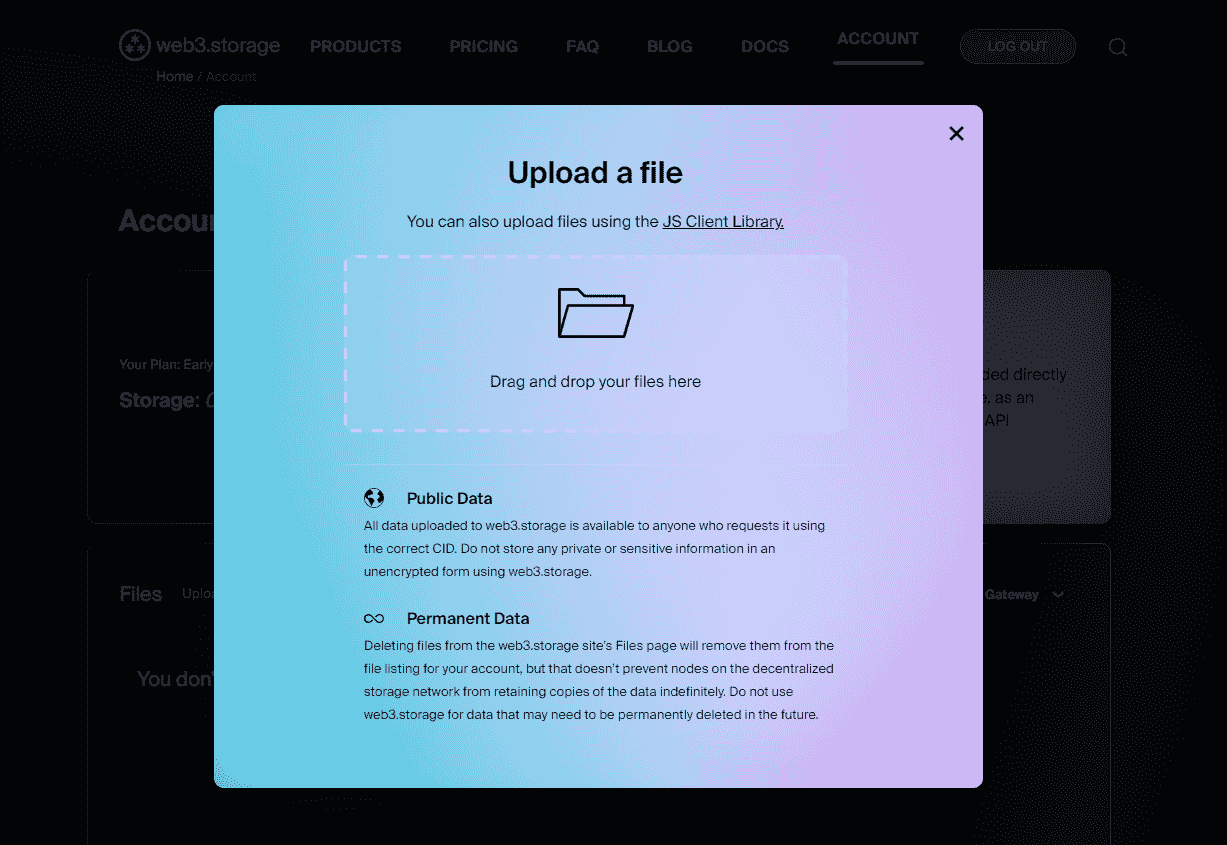 web3.storage PRODUCTS PRICING FAQ BLOG DOCS ACCOUNT LOG OUT
Home / Account
Upload a file
You can also upload files using the JS Client Library.
Drag and drop your files here
Public Data
All data uploaded to web3.storage is available to anyone who requests it using
the correct CID. Do not store any private or sensitive information in an
unencrypted form using web3.storage.
Permanent Data
Deleting files from the web3.storage site's Files page will remove them from the
file listing for your account, but that doesn't prevent nodes on the decentralized
storage network from retaining copies of the data indefinitely. Do not use
web3.storage for data that may need to be permanently deleted in the future.
Your Plan: Early
Storage:
directly
as an
API
Files
Gateway
You don'